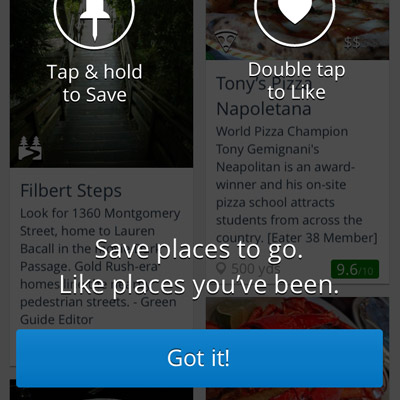 Tap & hold
to Save
Double tap
to Like
$$
Tony's Pizza
Napoletana
World Pizza Champion
Tony Gemignani's
Neapolitan is an award-
winner and his on-site
pizza school attracts
students from across the
country. [Eater 38 Member]
500 yds
9.6/10
Filbert Steps
Look for 1360 Montgomery
Street, home to Lauren
Bacall in the
Passage. Gold Rush-era
homes line the
pedestrian streets. - Green
Guide Editor
Save places to go.
Like places you've been.
Got it!